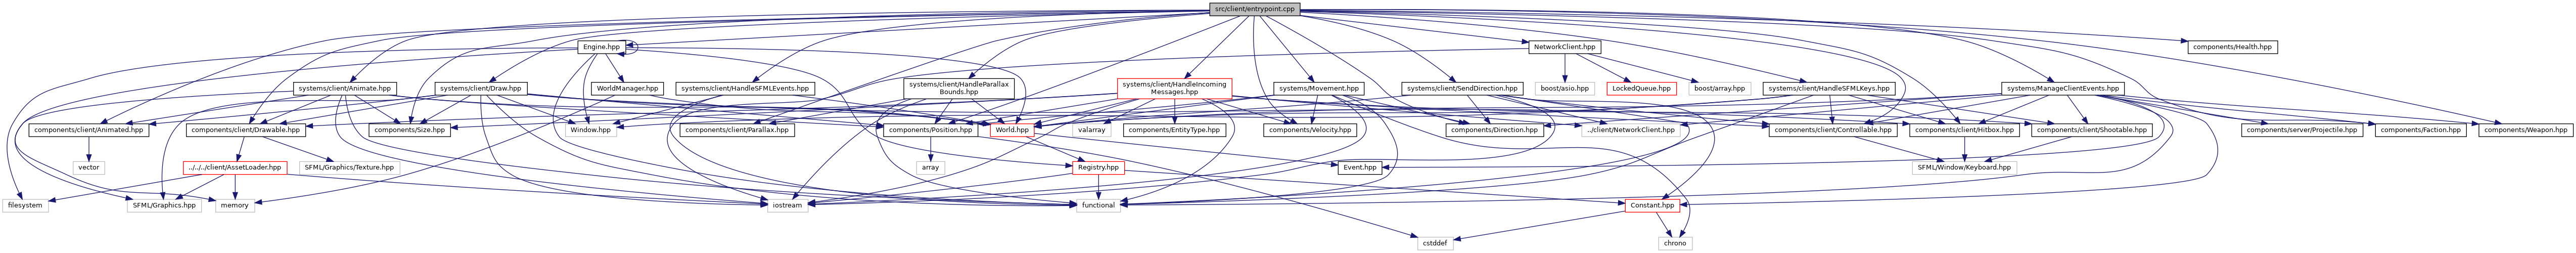 src/client/entrypoint.cpp
Engine.hpp
NetworkClient.hpp
components/Health.hpp
systems/client/Animate.hpp
systems/client/Draw.hpp
WorldManager.hpp
systems/client/HandleSFMLEvents.hpp
systems/client/HandleParallax
Bounds.hpp
systems/client/HandleIncoming
Messages.hpp
systems/Movement.hpp
systems/client/SendDirection.hpp
boost/asio.hpp
LockedQueue.hpp
boost/array.hpp
systems/client/HandleSFMLKeys.hpp
systems/ManageClientEvents.hpp
components/client/Animated.hpp
components/client/Drawable.hpp
components/Size.hpp
Window.hpp
components/client/Parallax.hpp
components/Position.hpp
World.hpp
valarray
components/EntityType.hpp
components/Velocity.hpp
components/Direction.hpp
../client/NetworkClient.hpp
components/client/Controllable.hpp
components/client/Hitbox.hpp
components/client/Shootable.hpp
components/server/Projectile.hpp
components/Faction.hpp
components/Weapon.hpp
vector
../../../client/AssetLoader.hpp
SFML/Graphics/Texture.hpp
array
Registry.hpp
Event.hpp
SFML/Window/Keyboard.hpp
filesystem
SFML/Graphics.hpp
memory
iostream
functional
Constant.hpp
cstddef
chrono